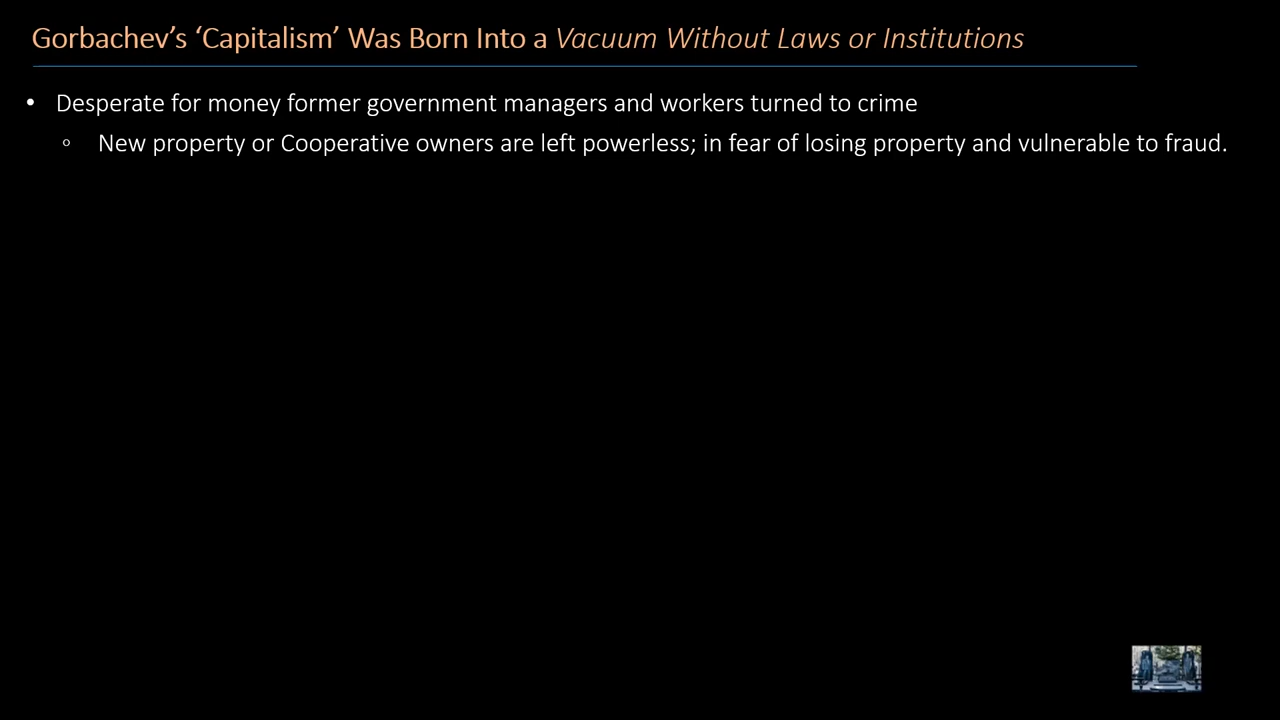 Gorbachev’s ‘Capitalism’ Was Born Into a Vacuum Without Laws or Institutions
• Desperate for money former government managers and workers turned to crime
◦ New property or Cooperative owners are left powerless; in fear of losing property and vulnerable to fraud.